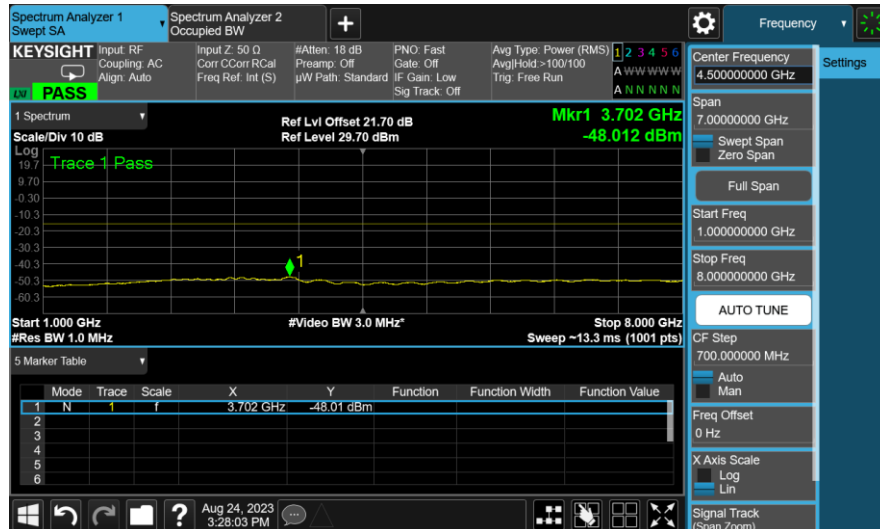 Spectrum Analyzer 1
Swept SA
Spectrum Analyzer 2
Occupied BW
+
Frequency
KEYSIGHT
Input: RF
Coupling: AC
Align: Auto
Input Z: 50 Ω
Corr CCorr RCal
Freq Ref: Int (S)
#Atten: 18 dB
Preamp: Off
µW Path: Standard
PNO: Fast
Gate: Off
IF Gain: Low
Sig Track: Off
Avg Type: Power (RMS)
Avg|Hold:>100/100
Trig: Free Run
1 2 3 4 5 6
A W W W W W
A N N N N N
LXI
PASS
1 Spectrum
Scale/Div 10 dB
Ref Lvl Offset 21.70 dB
Ref Level 29.70 dBm
Mkr1 3.702 GHz
-48.012 dBm
Log
Trace 1 Pass
19.7
9.70
-0.30
-10.3
-20.3
-30.3
-40.3
-50.3
-60.3
1
Start 1.000 GHz
#Video BW 3.0 MHz*
Stop 8.000 GHz
#Res BW 1.0 MHz
Sweep ~13.3 ms (1001 pts)
5 Marker Table
Mode Trace Scale X Y Function Function Width Function Value
1 N 1 f 3.702 GHz -48.01 dBm
2
3
4
5
6
Aug 24, 2023
3:28:03 PM
?
Center Frequency
4.500000000 GHz
Settings
Span
7.00000000 GHz
Swept Span
Zero Span
Full Span
Start Freq
1.000000000 GHz
Stop Freq
8.000000000 GHz
AUTO TUNE
CF Step
700.000000 MHz
Auto
Man
Freq Offset
0 Hz
X Axis Scale
Log
Lin
Signal Track
(Span Zoom)